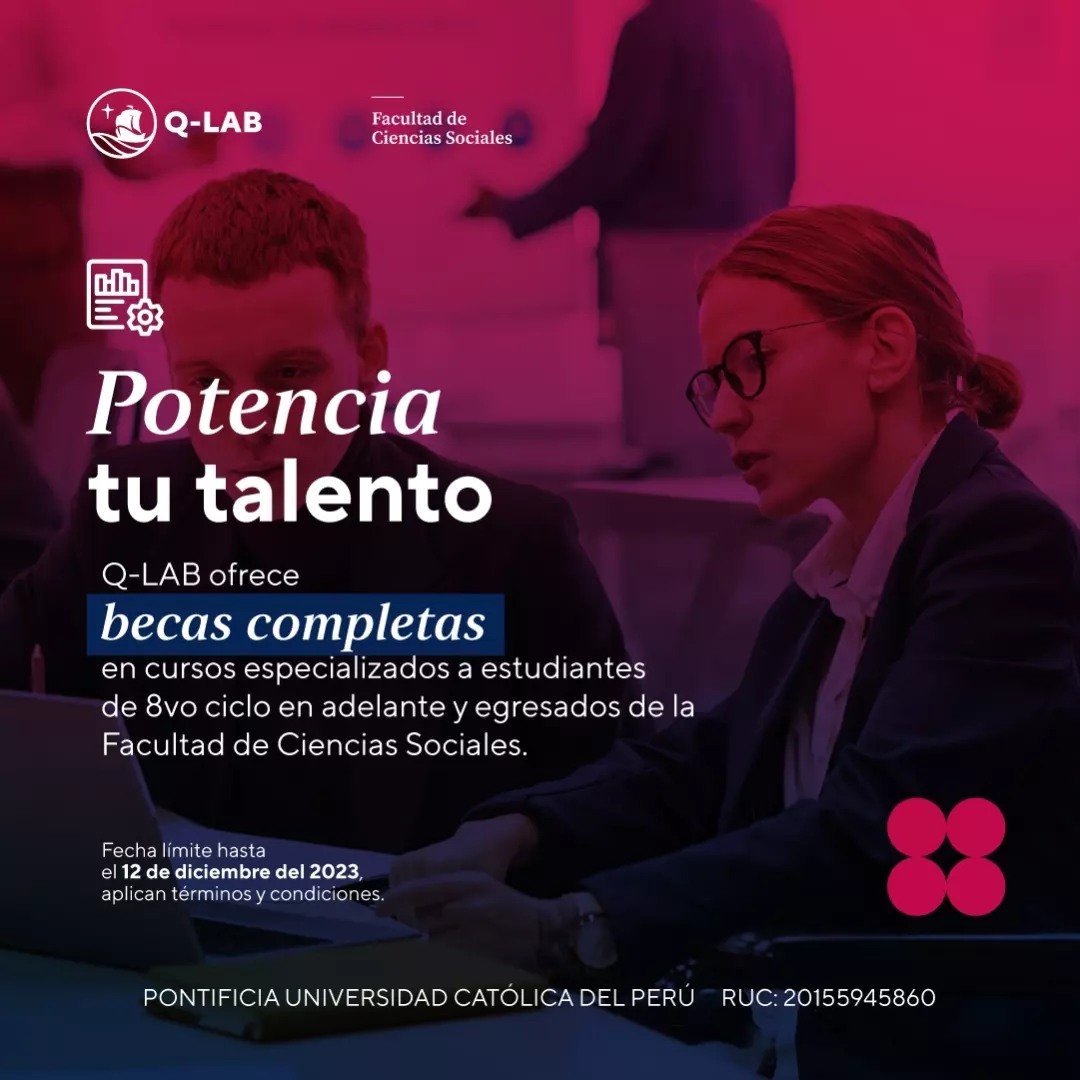 Q-LAB
Facultad de
Ciencias Sociales
Potencia
tu talento
Q-LAB ofrece
becas completas
en cursos especializados a estudiantes
de 8vo ciclo en adelante y egresados de la
Facultad de Ciencias Sociales.
Fecha límite hasta
el 12 de diciembre del 2023,
aplican términos y condiciones.
PONTIFICIA UNIVERSIDAD CATÓLICA DEL PERÚ RUC: 20155945860